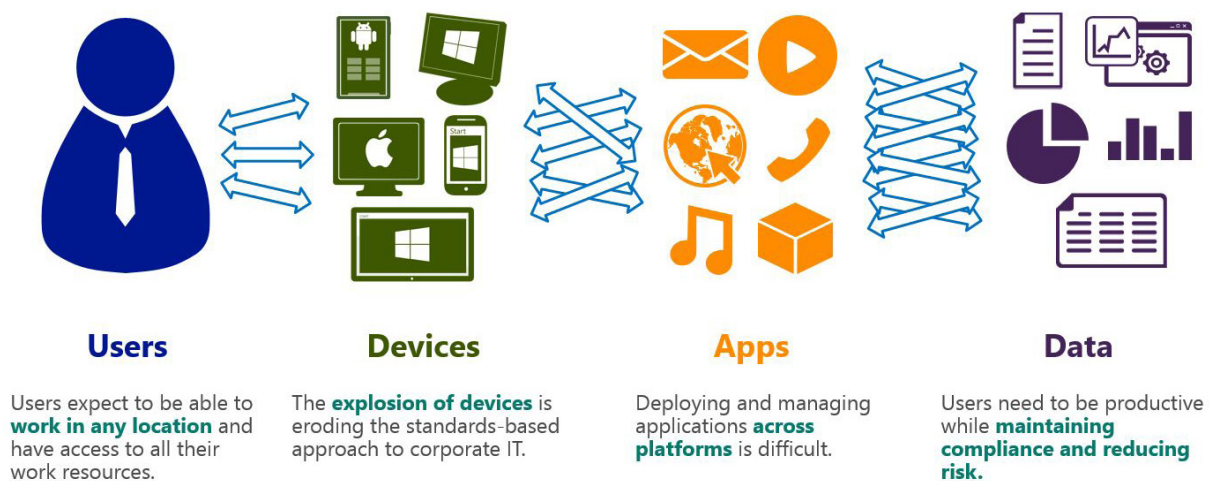 Start
Start
Users
Devices
Apps
Data
Users expect to be able to
work in any location and
have access to all their
work resources.
The explosion of devices is
eroding the standards-based
approach to corporate IT.
Deploying and managing
applications across
platforms is difficult.
Users need to be productive
while maintaining
compliance and reducing
risk.